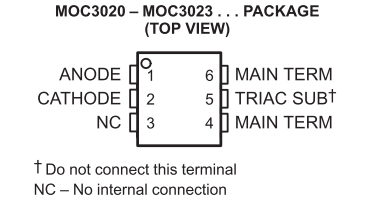 MOC3020 – MOC3023 . . . PACKAGE
(TOP VIEW)
ANODE 1 6 MAIN TERM
CATHODE 2 5 TRIAC SUB†
NC 3 4 MAIN TERM
† Do not connect this terminal
NC – No internal connection